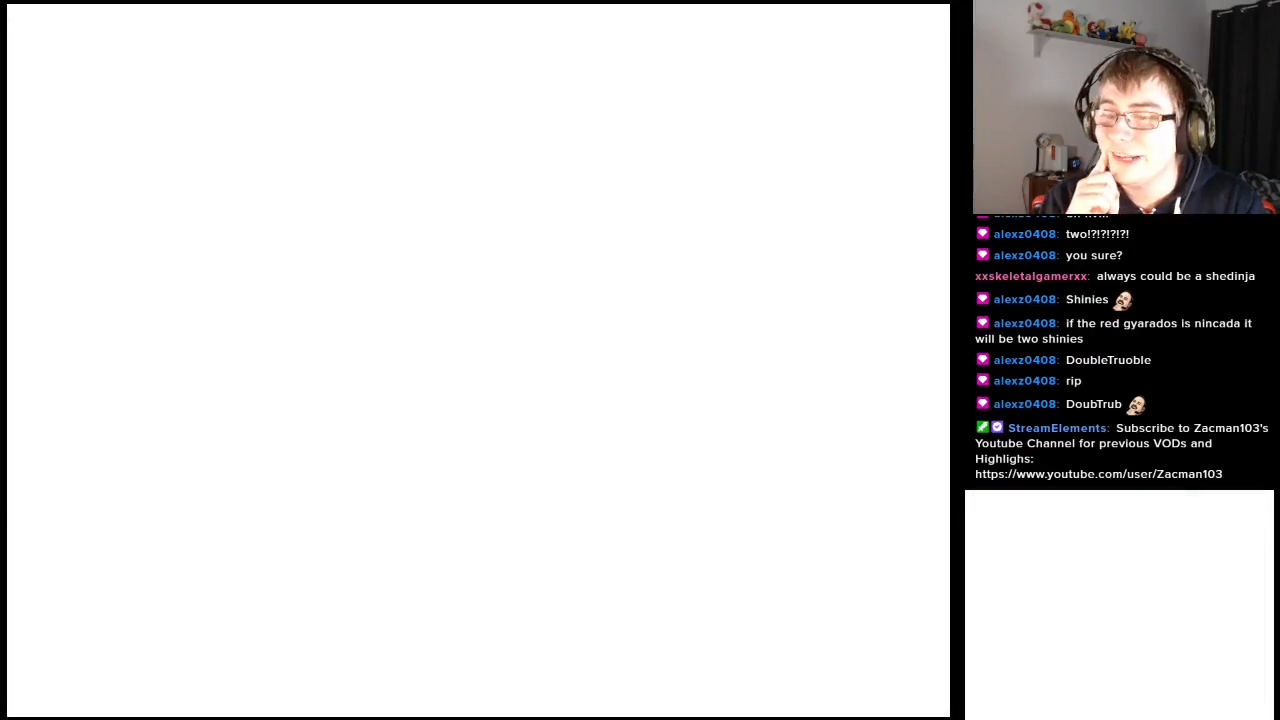 alexz0408: two!?!?!?!?!
alexz0408: you sure?
xxskeletalgamerxx: always could be a shedinja
alexz0408: Shinies
alexz0408: if the red gyarados is nincada it
will be two shinies
alexz0408: DoubleTruoble
alexz0408: rip
alexz0408: DoubTrub
StreamElements: Subscribe to Zacman103's
Youtube Channel for previous VODs and
Highlighs:
https://www.youtube.com/user/Zacman103